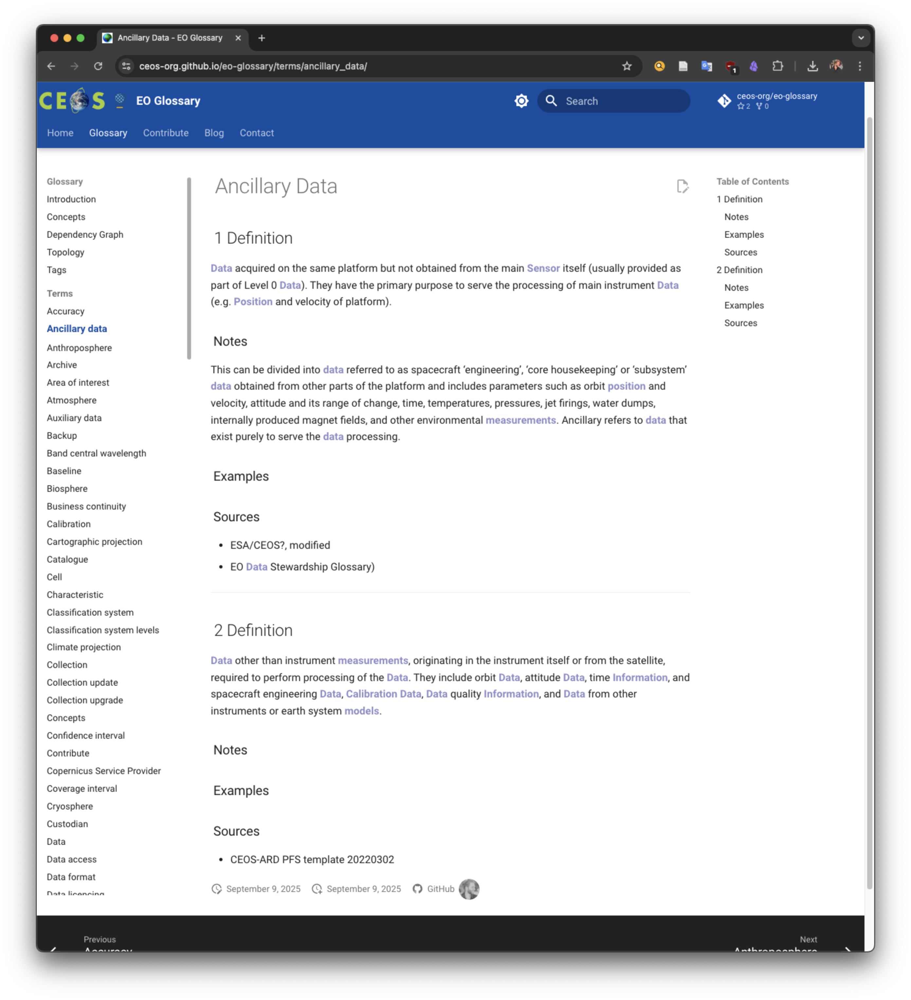 Ancillary Data - EO Glossary
ceos-org.github.io/eo-glossary/terms/ancillary_data/
1
CEOS
EO Glossary
Search
ceos-org/eo-glossary
2 0
Home Glossary Contribute Blog Contact
Glossary
Introduction
Concepts
Dependency Graph
Topology
Tags
Terms
Accuracy
Ancillary data
Anthroposphere
Archive
Area of interest
Atmosphere
Auxiliary data
Backup
Band central wavelength
Baseline
Biosphere
Business continuity
Calibration
Cartographic projection
Catalogue
Cell
Characteristic
Classification system
Classification system levels
Climate projection
Collection
Collection update
Collection upgrade
Concepts
Confidence interval
Contribute
Copernicus Service Provider
Coverage interval
Cryosphere
Custodian
Data
Data access
Data format
Data licencing
Ancillary Data
1 Definition
Data acquired on the same platform but not obtained from the main Sensor itself (usually provided as
part of Level 0 Data). They have the primary purpose to serve the processing of main instrument Data
(e.g. Position and velocity of platform).
Notes
This can be divided into data referred to as spacecraft ‘engineering’, ‘core housekeeping’ or ‘subsystem’
data obtained from other parts of the platform and includes parameters such as orbit position and
velocity, attitude and its range of change, time, temperatures, pressures, jet firings, water dumps,
internally produced magnet fields, and other environmental measurements. Ancillary refers to data that
exist purely to serve the data processing.
Examples
Sources
• ESA/CEOS?, modified
• EO Data Stewardship Glossary)
2 Definition
Data other than instrument measurements, originating in the instrument itself or from the satellite,
required to perform processing of the Data. They include orbit Data, attitude Data, time Information, and
spacecraft engineering Data, Calibration Data, Data quality Information, and Data from other
instruments or earth system models.
Notes
Examples
Sources
• CEOS-ARD PFS template 20220302
September 9, 2025 September 9, 2025 GitHub
Table of Contents
1 Definition
Notes
Examples
Sources
2 Definition
Notes
Examples
Sources
Previous
Accuracy
Next
Anthroposphere